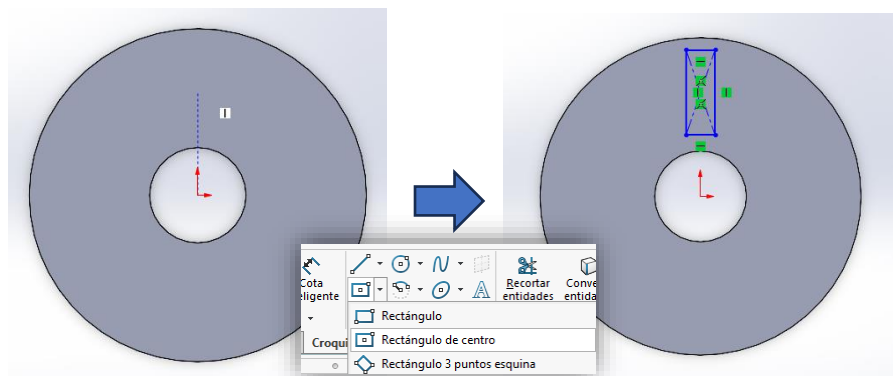 Cota
eligente
Recortar
entidades
Conve
entida
Rectángulo
Croqui
Rectángulo de centro
Rectángulo 3 puntos esquina